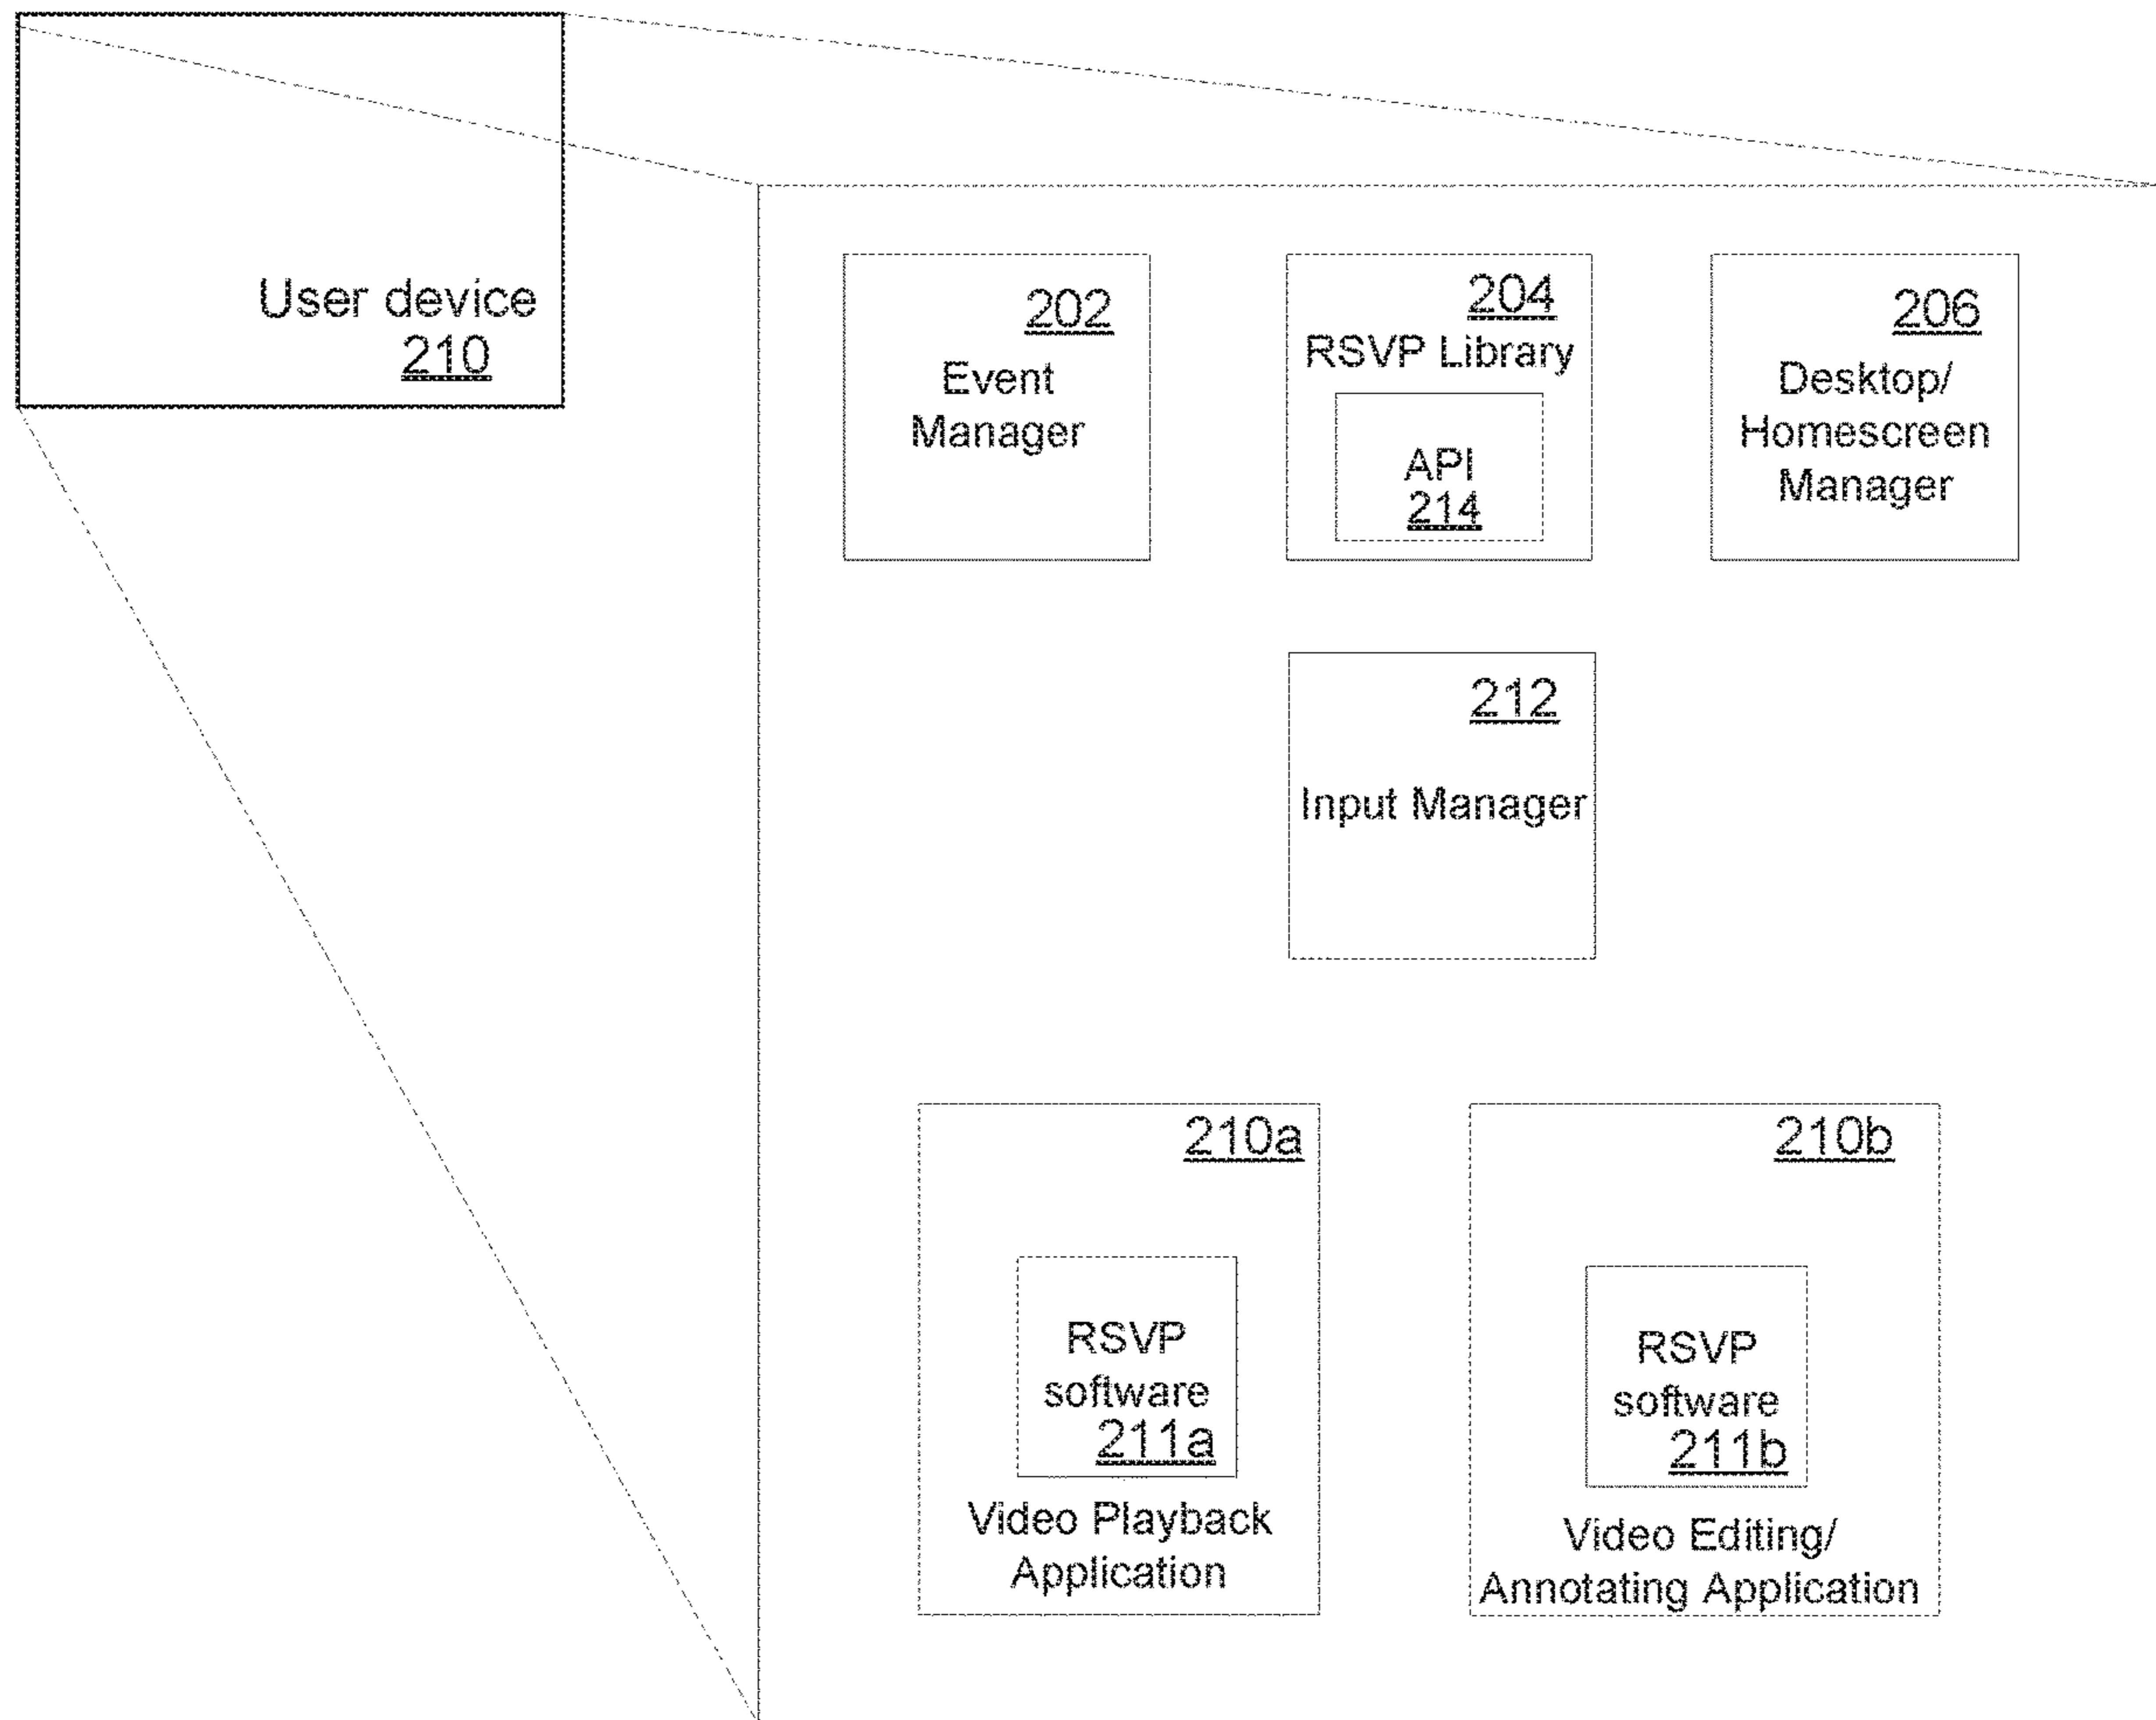 User device
210
202
Event
Manager
204
RSVP Library
API
214
206
Desktop/
Homescreen
Manager
212
Input Manager
210a
RSVP
software
211a
Video Playback
Application
210b
RSVP
software
211b
Video Editing/
Annotating Application